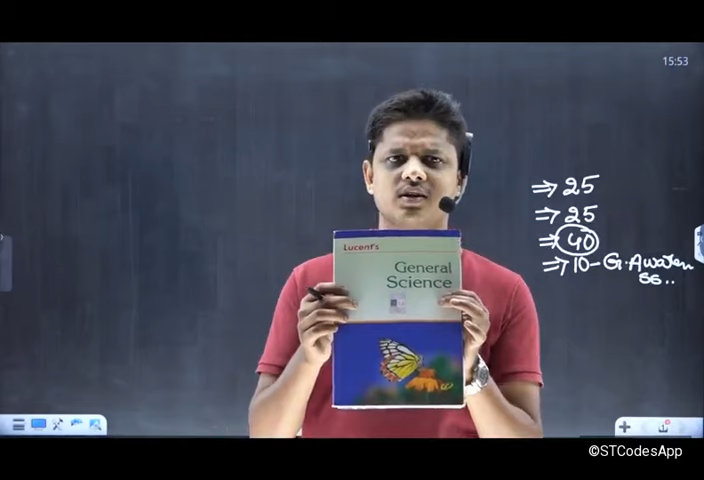 15:53
⇒ 25
⇒ 25
⇒ 40
⇒ 10 - G. Awaren
SS..
Lucent's
General
Science
©STCodesApp